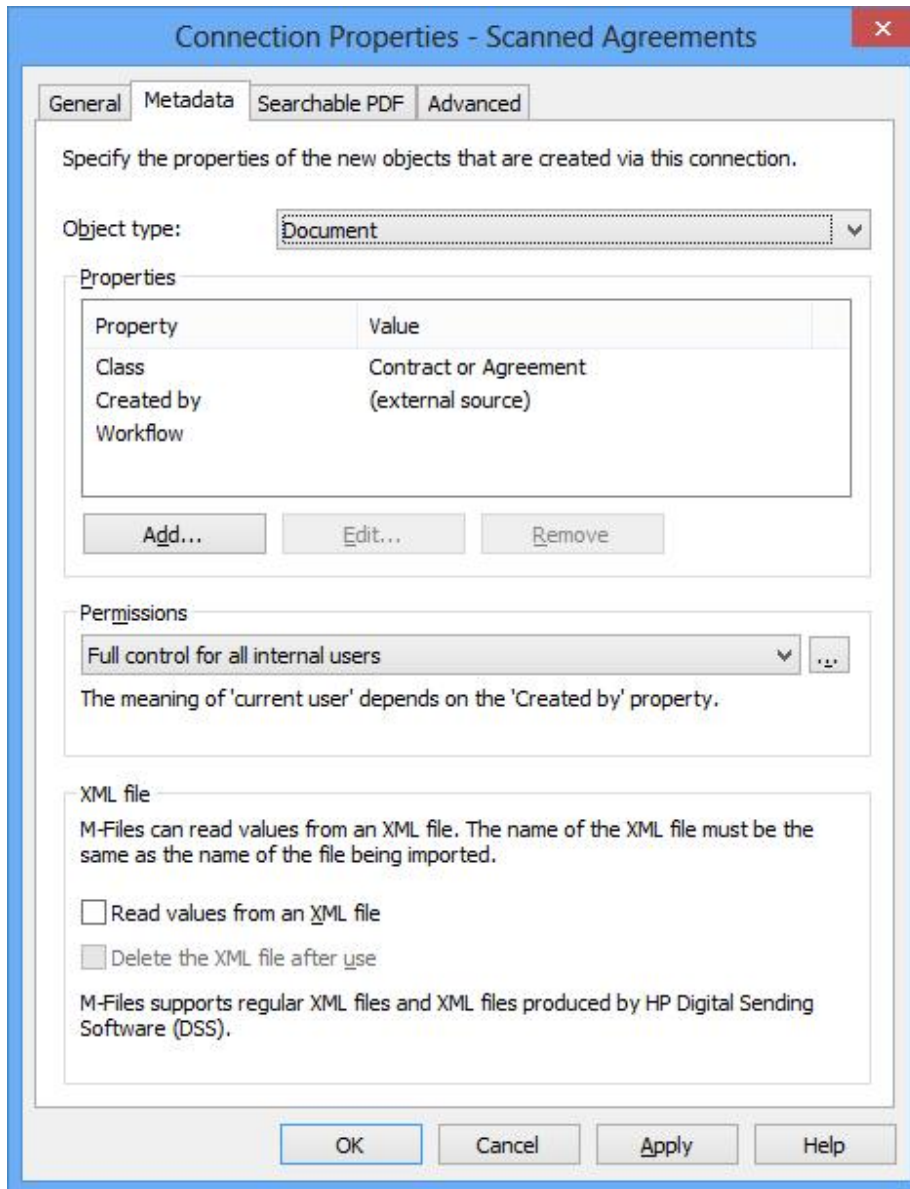 Connection Properties - Scanned Agreements
General Metadata Searchable PDF Advanced
Specify the properties of the new objects that are created via this connection.
Object type: Document
Properties
Property Value
Class Contract or Agreement
Created by (external source)
Workflow
Add... Edit... Remove
Permissions
Full control for all internal users ...
The meaning of 'current user' depends on the 'Created by' property.
XML file
M-Files can read values from an XML file. The name of the XML file must be the
same as the name of the file being imported.
Read values from an XML file
Delete the XML file after use
M-Files supports regular XML files and XML files produced by HP Digital Sending
Software (DSS).
OK Cancel Apply Help